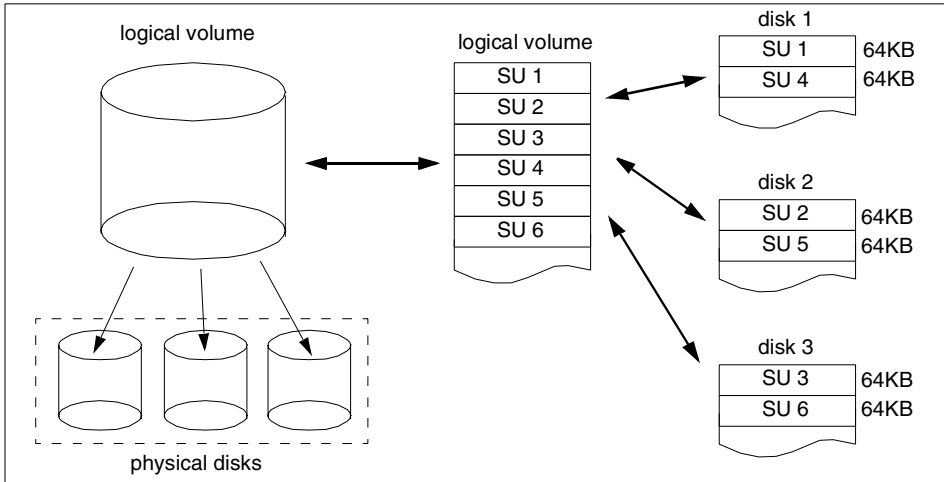 logical volume
physical disks
logical volume
SU 1
SU 2
SU 3
SU 4
SU 5
SU 6
disk 1
SU 1 64KB
SU 4 64KB
disk 2
SU 2 64KB
SU 5 64KB
disk 3
SU 3 64KB
SU 6 64KB